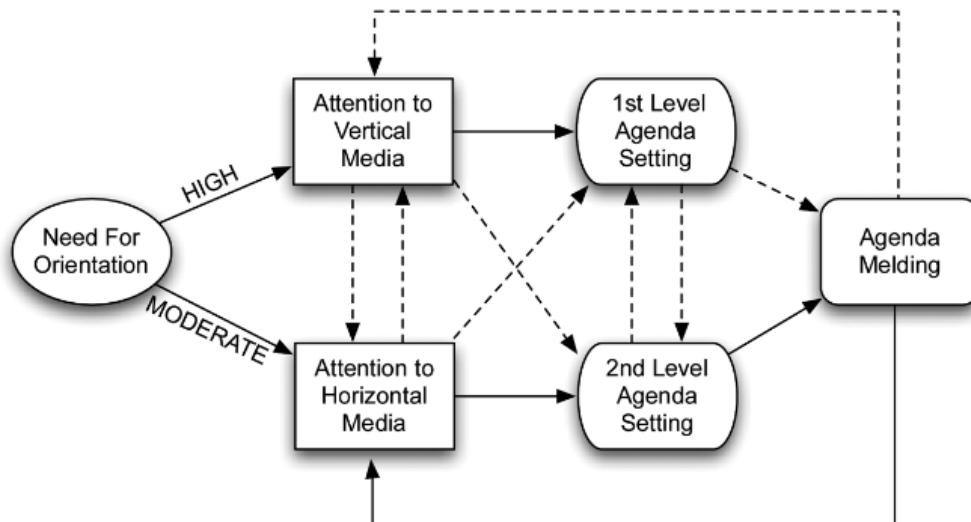 Attention to
Vertical
Media
1st Level
Agenda
Setting
HIGH
Need For
Orientation
Agenda
Melding
MODERATE
Attention to
Horizontal
Media
2nd Level
Agenda
Setting